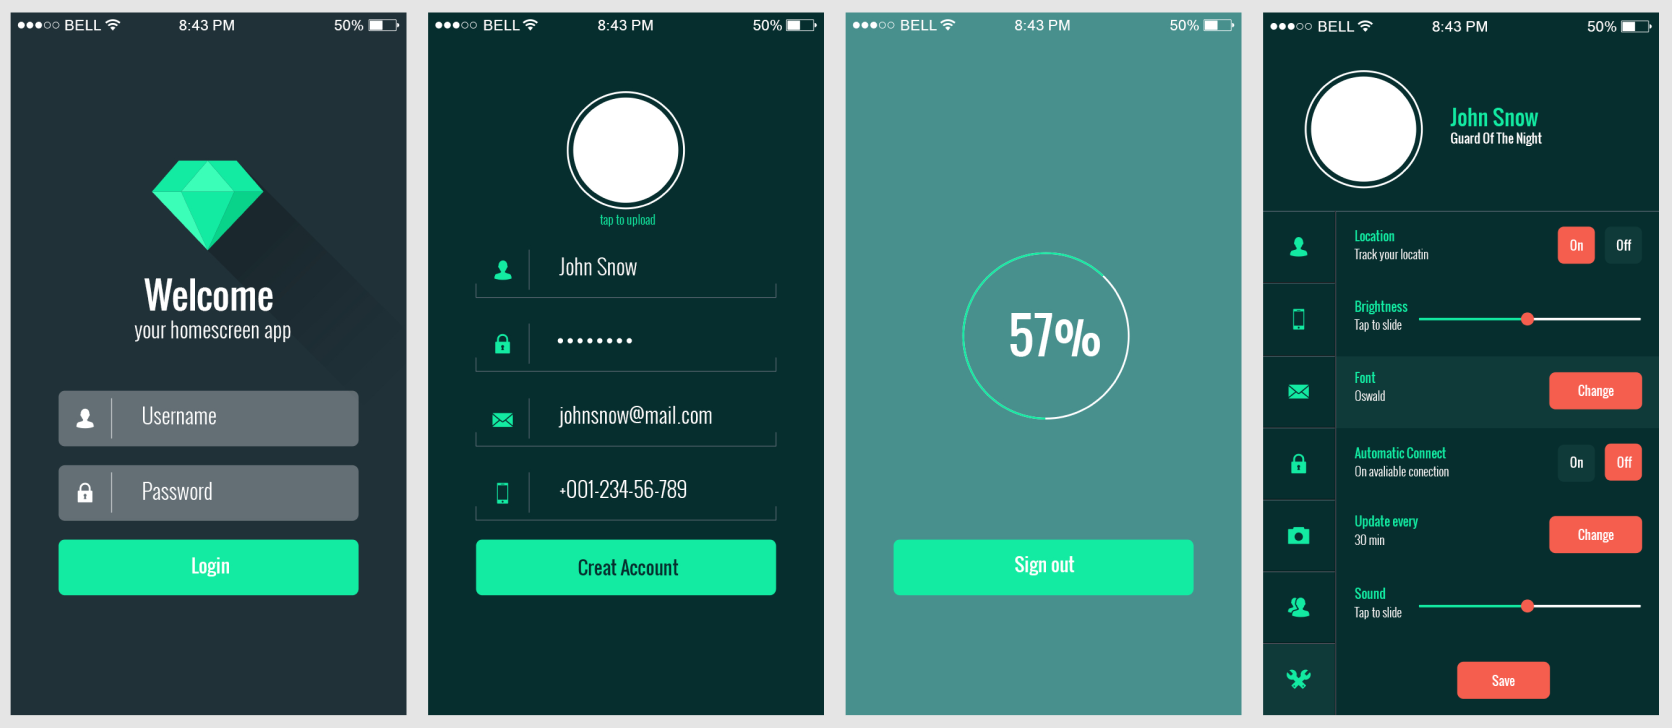 BELL 8:43 PM 50%
Welcome
your homescreen app
Username
Password
Login
BELL 8:43 PM 50%
tap to upload
John Snow
••••••••
johnsnow@mail.com
+001-234-56-789
Creat Account
BELL 8:43 PM 50%
57%
Sign out
BELL 8:43 PM 50%
John Snow
Guard Of The Night
Location
Track your locatin
On Off
Brightness
Tap to slide
Font
Oswald
Change
Automatic Connect
On avaliable conection
On Off
Update every
30 min
Change
Sound
Tap to slide
Save